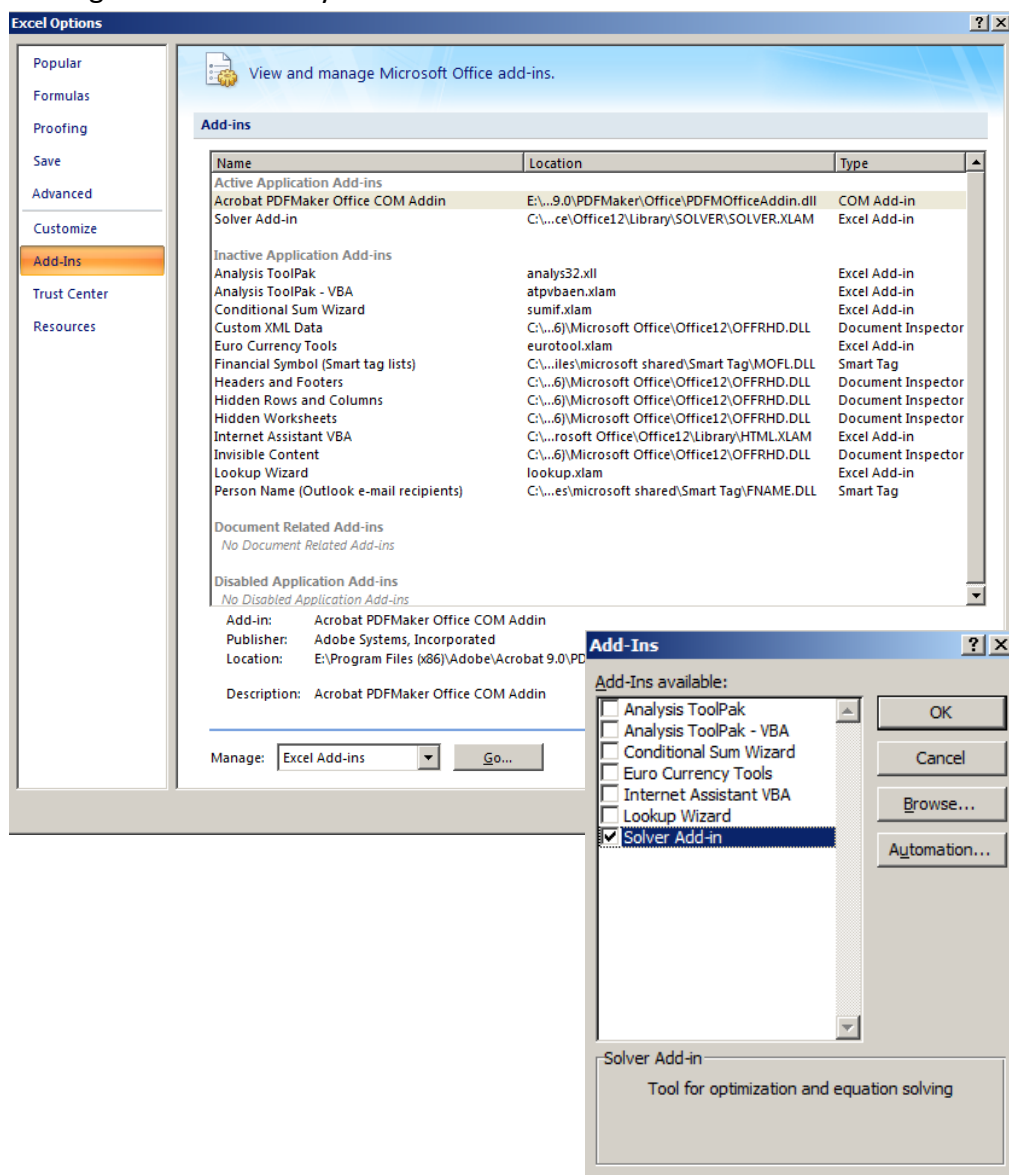 Excel Options
Popular
Formulas
Proofing
Save
Advanced
Customize
Add-Ins
Trust Center
Resources
View and manage Microsoft Office add-ins.
Add-ins
Name Location Type
Active Application Add-ins
Acrobat PDFMaker Office COM Addin E:\...9.0\PDFMaker\Office\PDFMOfficeAddin.dll COM Add-in
Solver Add-in C:\...ce\Office12\Library\SOLVER\SOLVER.XLAM Excel Add-in
Inactive Application Add-ins
Analysis ToolPak analys32.xll Excel Add-in
Analysis ToolPak - VBA atpvbaen.xlam Excel Add-in
Conditional Sum Wizard sumif.xlam Excel Add-in
Custom XML Data C:\...6)\Microsoft Office\Office12\OFFRHD.DLL Document Inspector
Euro Currency Tools eurotool.xlam Excel Add-in
Financial Symbol (Smart tag lists) C:\...iles\microsoft shared\Smart Tag\MOFL.DLL Smart Tag
Headers and Footers C:\...6)\Microsoft Office\Office12\OFFRHD.DLL Document Inspector
Hidden Rows and Columns C:\...6)\Microsoft Office\Office12\OFFRHD.DLL Document Inspector
Hidden Worksheets C:\...6)\Microsoft Office\Office12\OFFRHD.DLL Document Inspector
Internet Assistant VBA C:\...rosoft Office\Office12\Library\HTML.XLAM Excel Add-in
Invisible Content C:\...6)\Microsoft Office\Office12\OFFRHD.DLL Document Inspector
Lookup Wizard lookup.xlam Excel Add-in
Person Name (Outlook e-mail recipients) C:\...es\microsoft shared\Smart Tag\FNAME.DLL Smart Tag
Document Related Add-ins
No Document Related Add-ins
Disabled Application Add-ins
No Disabled Application Add-ins
Add-in: Acrobat PDFMaker Office COM Addin
Publisher: Adobe Systems, Incorporated
Location: E:\Program Files (x86)\Adobe\Acrobat 9.0\PD
Description: Acrobat PDFMaker Office COM Addin
Manage: Excel Add-ins Go...
Add-Ins
Add-Ins available:
Analysis ToolPak
Analysis ToolPak - VBA
Conditional Sum Wizard
Euro Currency Tools
Internet Assistant VBA
Lookup Wizard
Solver Add-in
OK
Cancel
Browse...
Automation...
Solver Add-in
Tool for optimization and equation solving